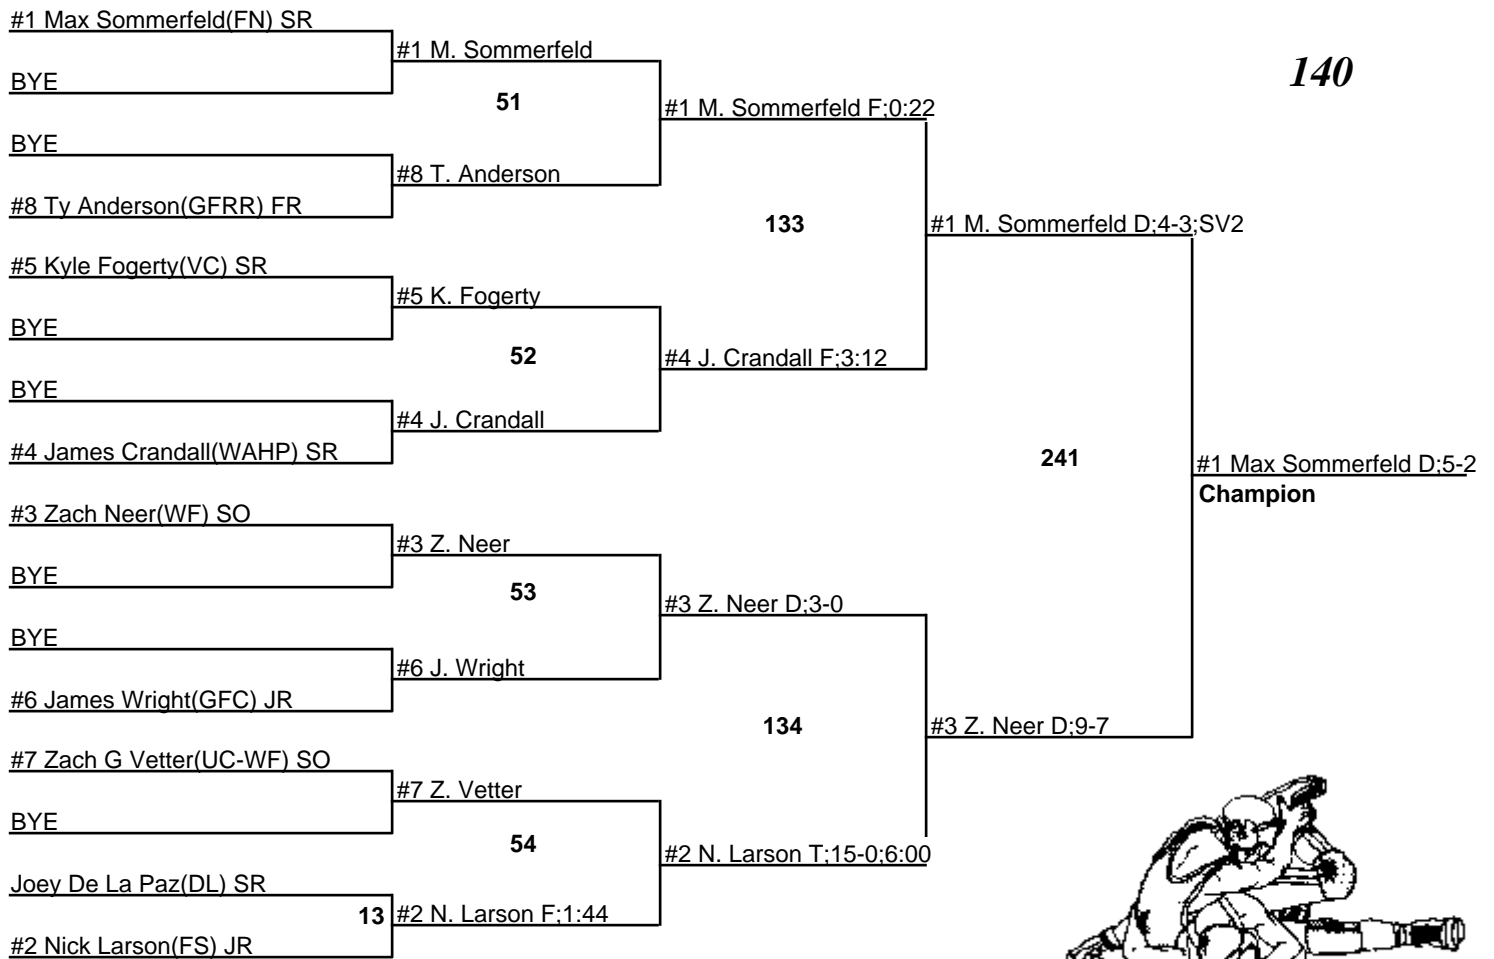 #1 Max Sommerfeld(FN) SR
#1 M. Sommerfeld
140
BYE
51
#1 M. Sommerfeld F;0:22
BYE
#8 T. Anderson
#8 Ty Anderson(GFRR) FR
133
#1 M. Sommerfeld D;4-3;SV2
#5 Kyle Fogerty(VC) SR
#5 K. Fogerty
BYE
52
#4 J. Crandall F;3:12
BYE
#4 J. Crandall
#4 James Crandall(WAHP) SR
241
#1 Max Sommerfeld D;5-2
Champion
#3 Zach Neer(WF) SO
#3 Z. Neer
BYE
53
#3 Z. Neer D;3-0
BYE
#6 J. Wright
#6 James Wright(GFC) JR
134
#3 Z. Neer D;9-7
#7 Zach G Vetter(UC-WF) SO
#7 Z. Vetter
BYE
54
#2 N. Larson T;15-0;6:00
Joey De La Paz(DL) SR
13
#2 N. Larson F;1:44
#2 Nick Larson(FS) JR